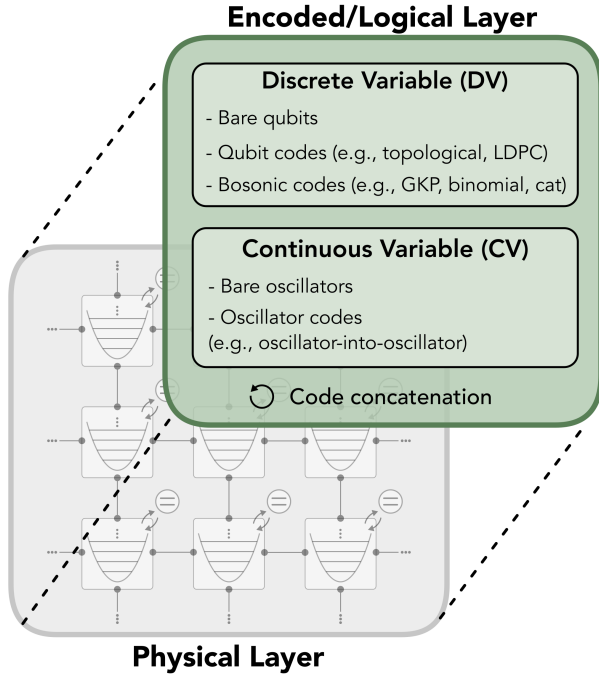 Encoded/Logical Layer
Discrete Variable (DV)
- Bare qubits
- Qubit codes (e.g., topological, LDPC)
- Bosonic codes (e.g., GKP, binomial, cat)
Continuous Variable (CV)
- Bare oscillators
- Oscillator codes
(e.g., oscillator-into-oscillator)
Code concatenation
Physical Layer